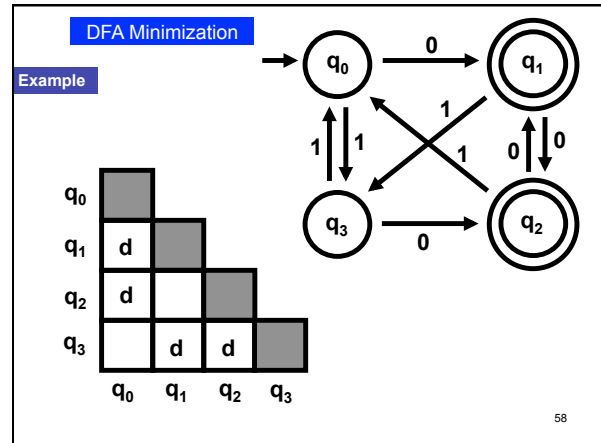 DFA Minimization
Example
q₀ 0 q₁
1 1 1 1 0 0
q₃ 0 q₂
q₀
q₁ d
q₂ d
q₃ d d
q₀ q₁ q₂ q₃
58